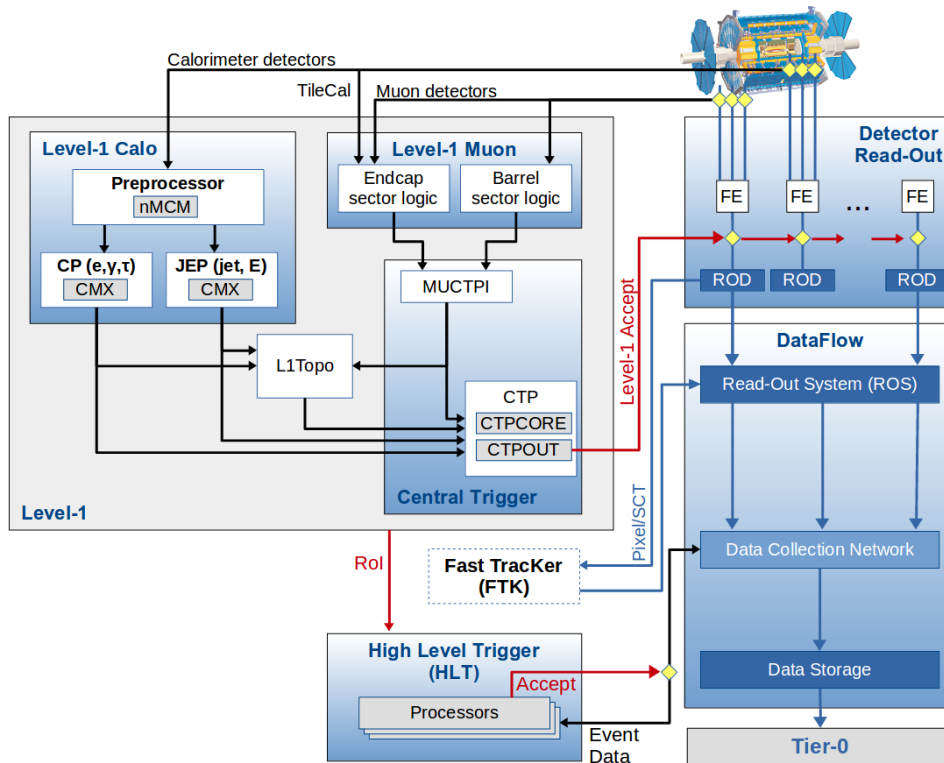 Calorimeter detectors
TileCal
Muon detectors
Level-1 Calo
Preprocessor
nMCM
CP (e,γ,τ)
CMX
JEP (jet, E)
CMX
Level-1 Muon
Endcap
sector logic
Barrel
sector logic
MUCTPI
L1Topo
CTP
CTPCORE
CTPOUT
Central Trigger
Level-1
Level-1 Accept
Detector
Read-Out
FE
FE
...
FE
ROD
ROD
ROD
DataFlow
Read-Out System (ROS)
Pixel/SCT
Data Collection Network
Data Storage
Tier-0
RoI
Fast TracKer
(FTK)
High Level Trigger
(HLT)
Accept
Processors
Event
Data